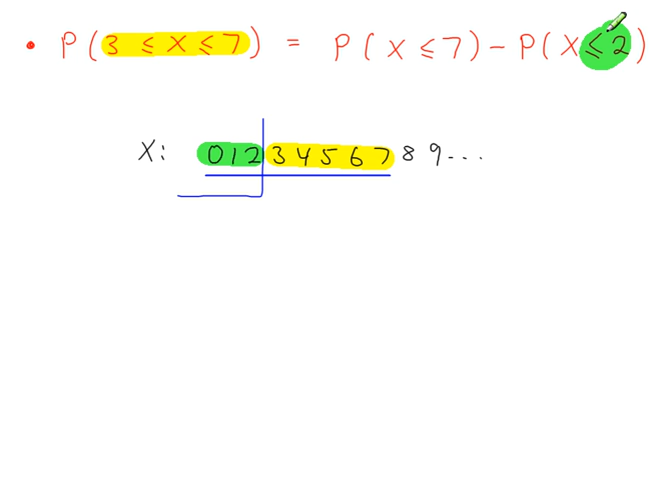 • P(3 ≤ X ≤ 7) = P(X ≤ 7) - P(X ≤ 2)
X: 0 1 2 3 4 5 6 7 8 9 ...